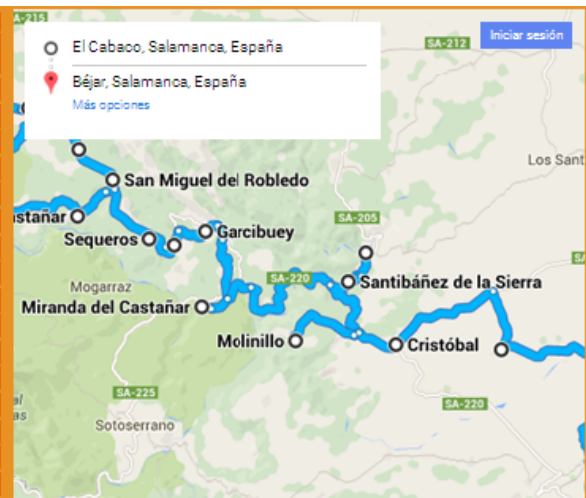 SA-215
El Cabaco, Salamanca, España
Béjar, Salamanca, España
Más opciones
SA-212
Iniciar sesión
San Miguel del Robledo
Los Sant
stañar
Sequeros
Garcibuey
SA-205
Mogarraz
SA-220
Santibáñez de la Sierra
Miranda del Castañar
Molinillo
Cristóbal
SA-225
SA-220
Sotoserrano